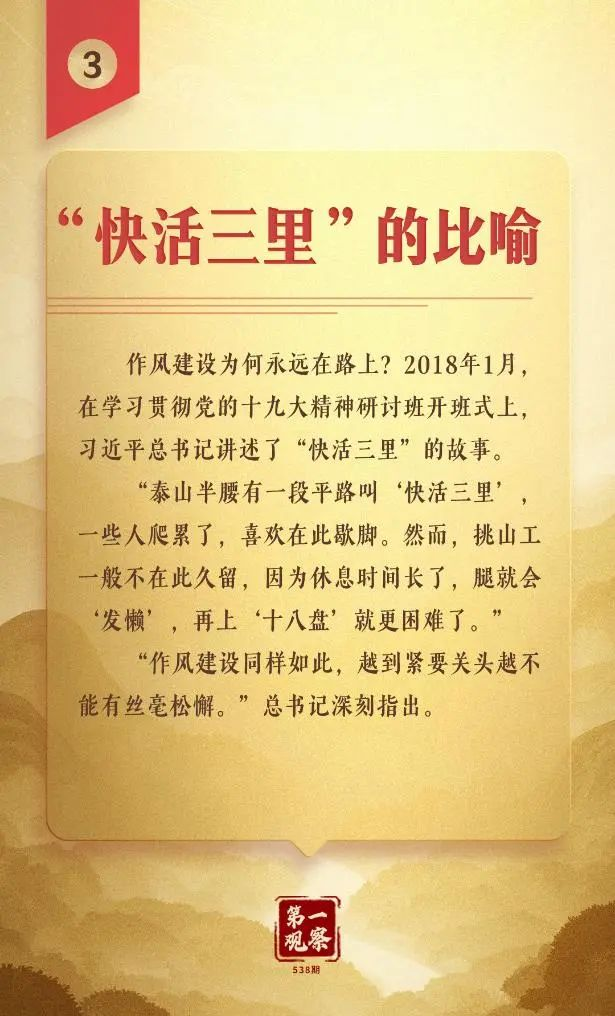 3
“快活三里”的比喻
作风建设为何永远在路上？2018年1月，
在学习贯彻党的十九大精神研讨班开班式上，
习近平总书记讲述了“快活三里”的故事。
“泰山半腰有一段平路叫‘快活三里’，
一些人爬累了，喜欢在此歇脚。然而，挑山工
一般不在此久留，因为休息时间长了，腿就会
‘发懒’，再上‘十八盘’就更困难了。”
“作风建设同样如此，越到紧要关头越不
能有丝毫松懈。”总书记深刻指出。
第一
观察
538期